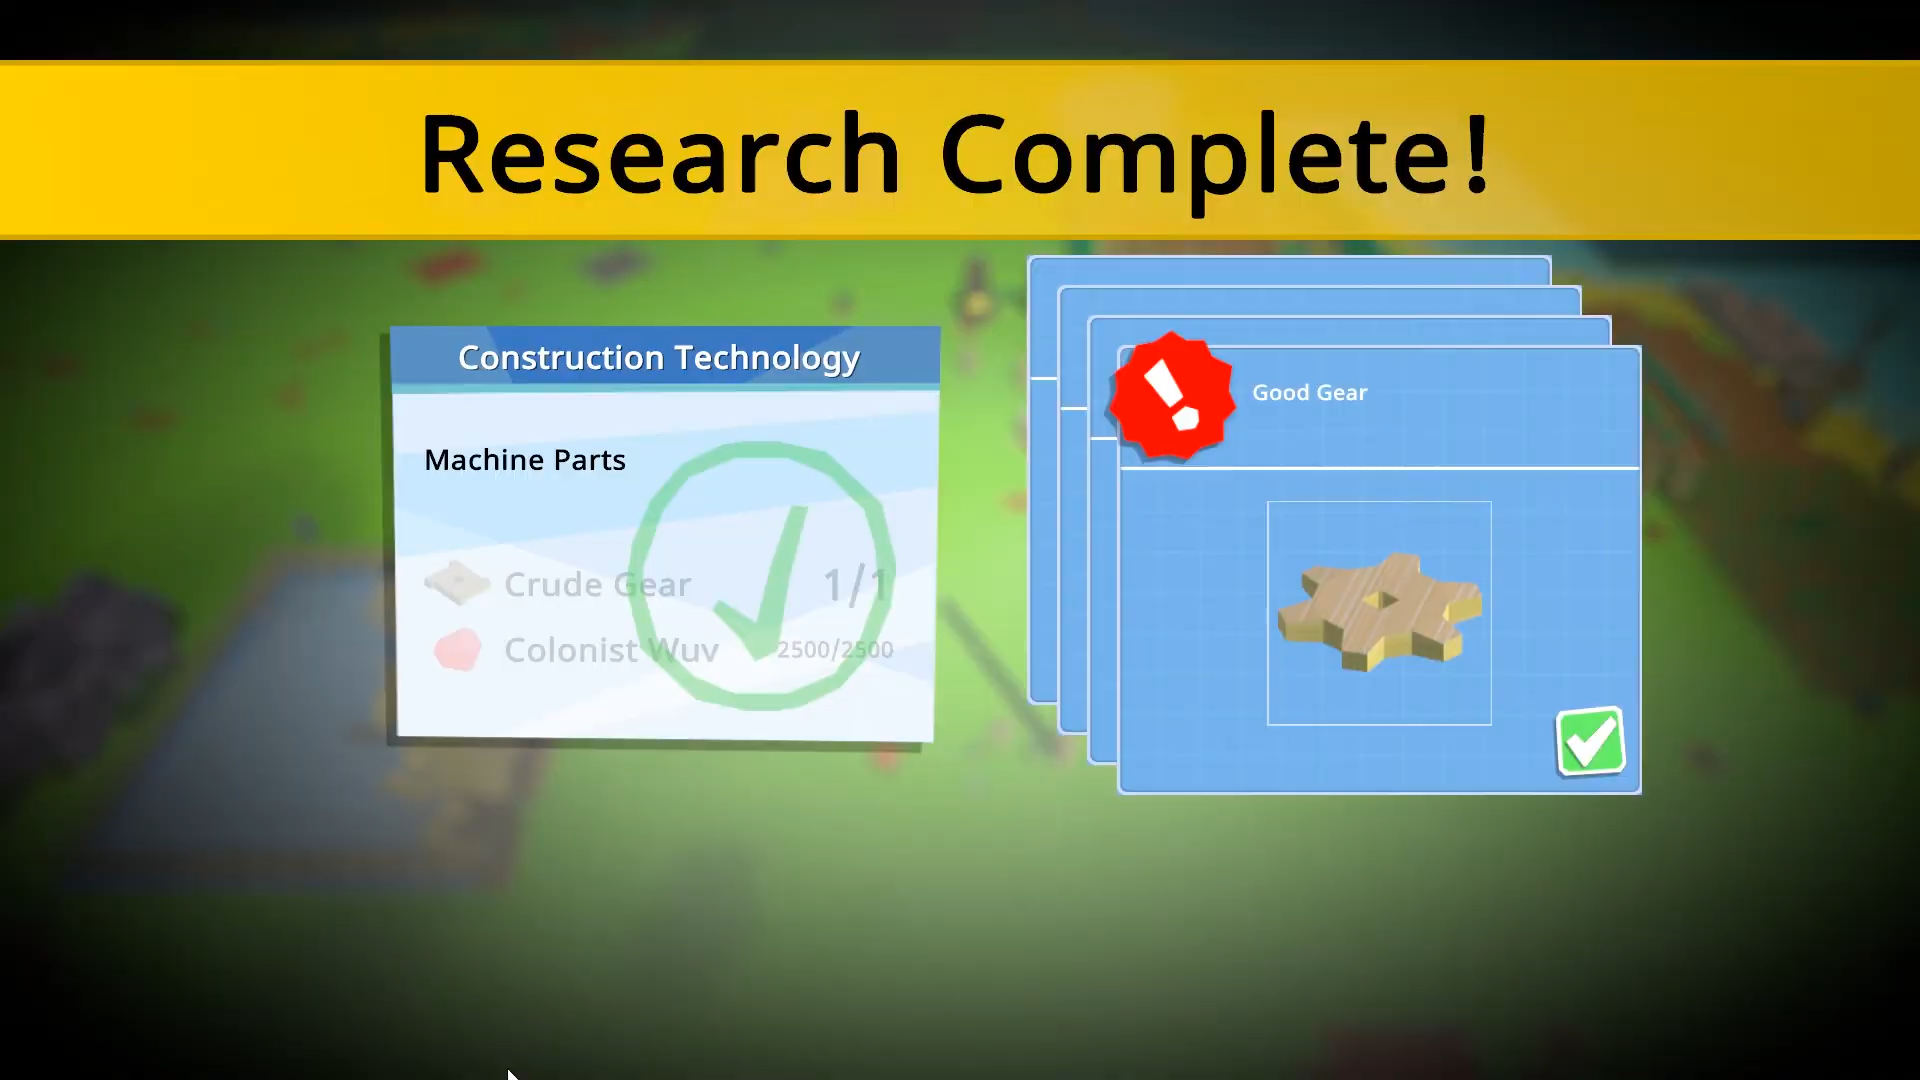 Research Complete!
Construction Technology
Machine Parts
Crude Gear 1/1
Colonist Wuv 2500/2500
Good Gear